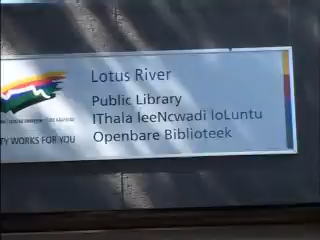 Lotus River
Public Library
IThala leeNcwadi loLuntu
Openbare Biblioteek
WORKS FOR YOU